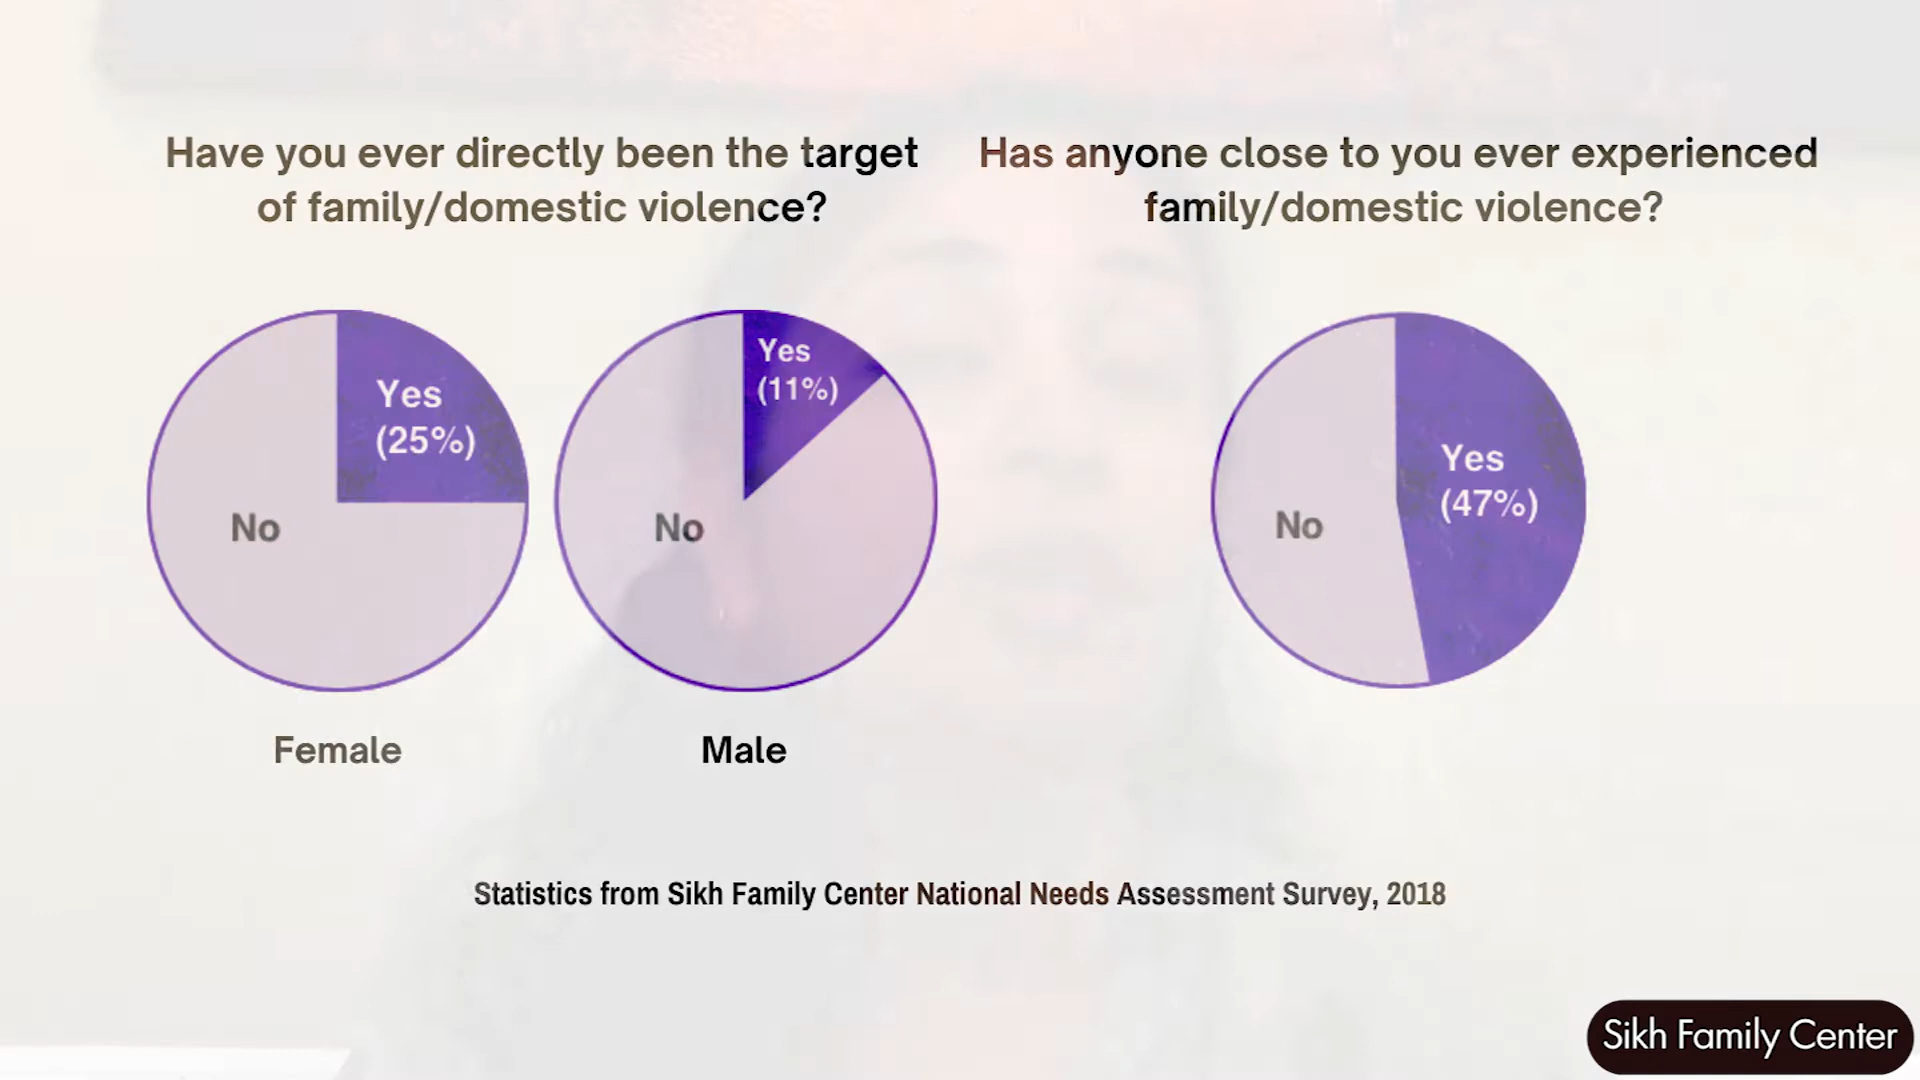 Have you ever directly been the target
of family/domestic violence?
Has anyone close to you ever experienced
family/domestic violence?
Yes
(25%)
No
Female
Yes
(11%)
No
Male
Yes
(47%)
No
Statistics from Sikh Family Center National Needs Assessment Survey, 2018
Sikh Family Center